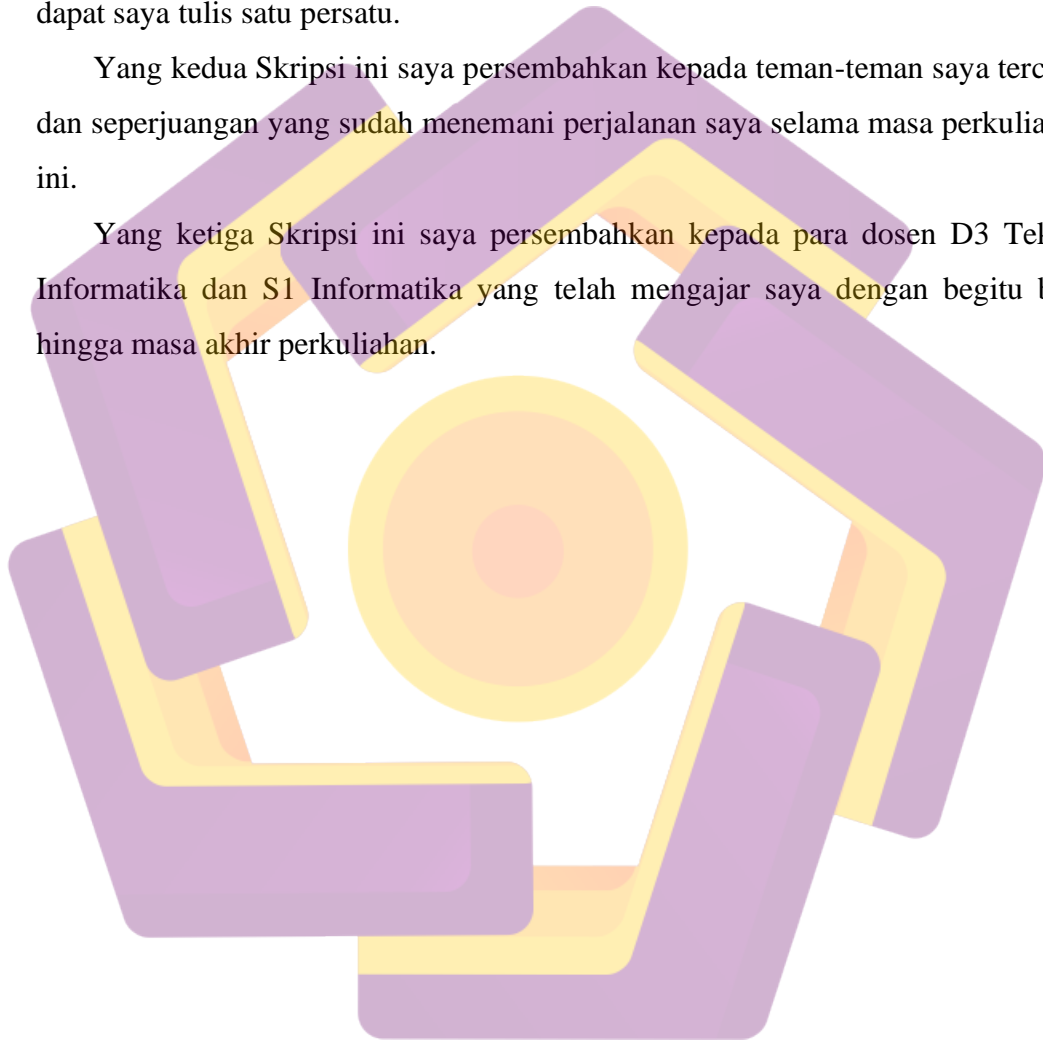 dapat saya tulis satu persatu.
Yang kedua Skripsi ini saya persembahkan kepada teman-teman saya
dan seperjuangan yang sudah menemani perjalanan saya selama masa
ini.
Yang ketiga Skripsi ini saya persembahkan kepada para dosen D3
Informatika dan S1 Informatika yang telah mengajar saya dengan begitu
hingga masa akhir perkuliahan.